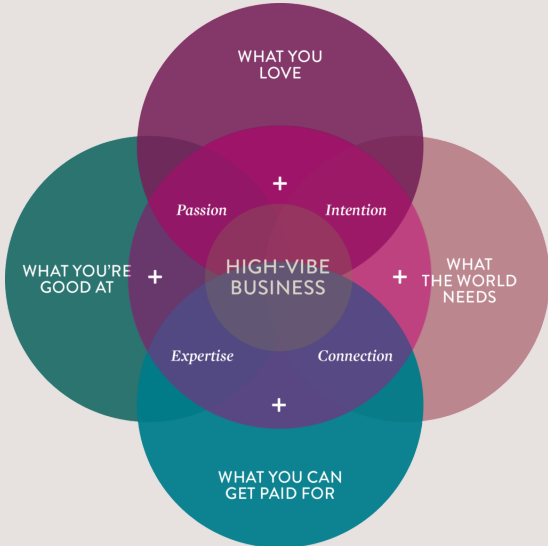 WHAT YOU
LOVE
+
Passion
Intention
WHAT YOU'RE
GOOD AT
+
HIGH-VIBE
BUSINESS
+
WHAT
THE WORLD
NEEDS
Expertise
Connection
+
WHAT YOU CAN
GET PAID FOR